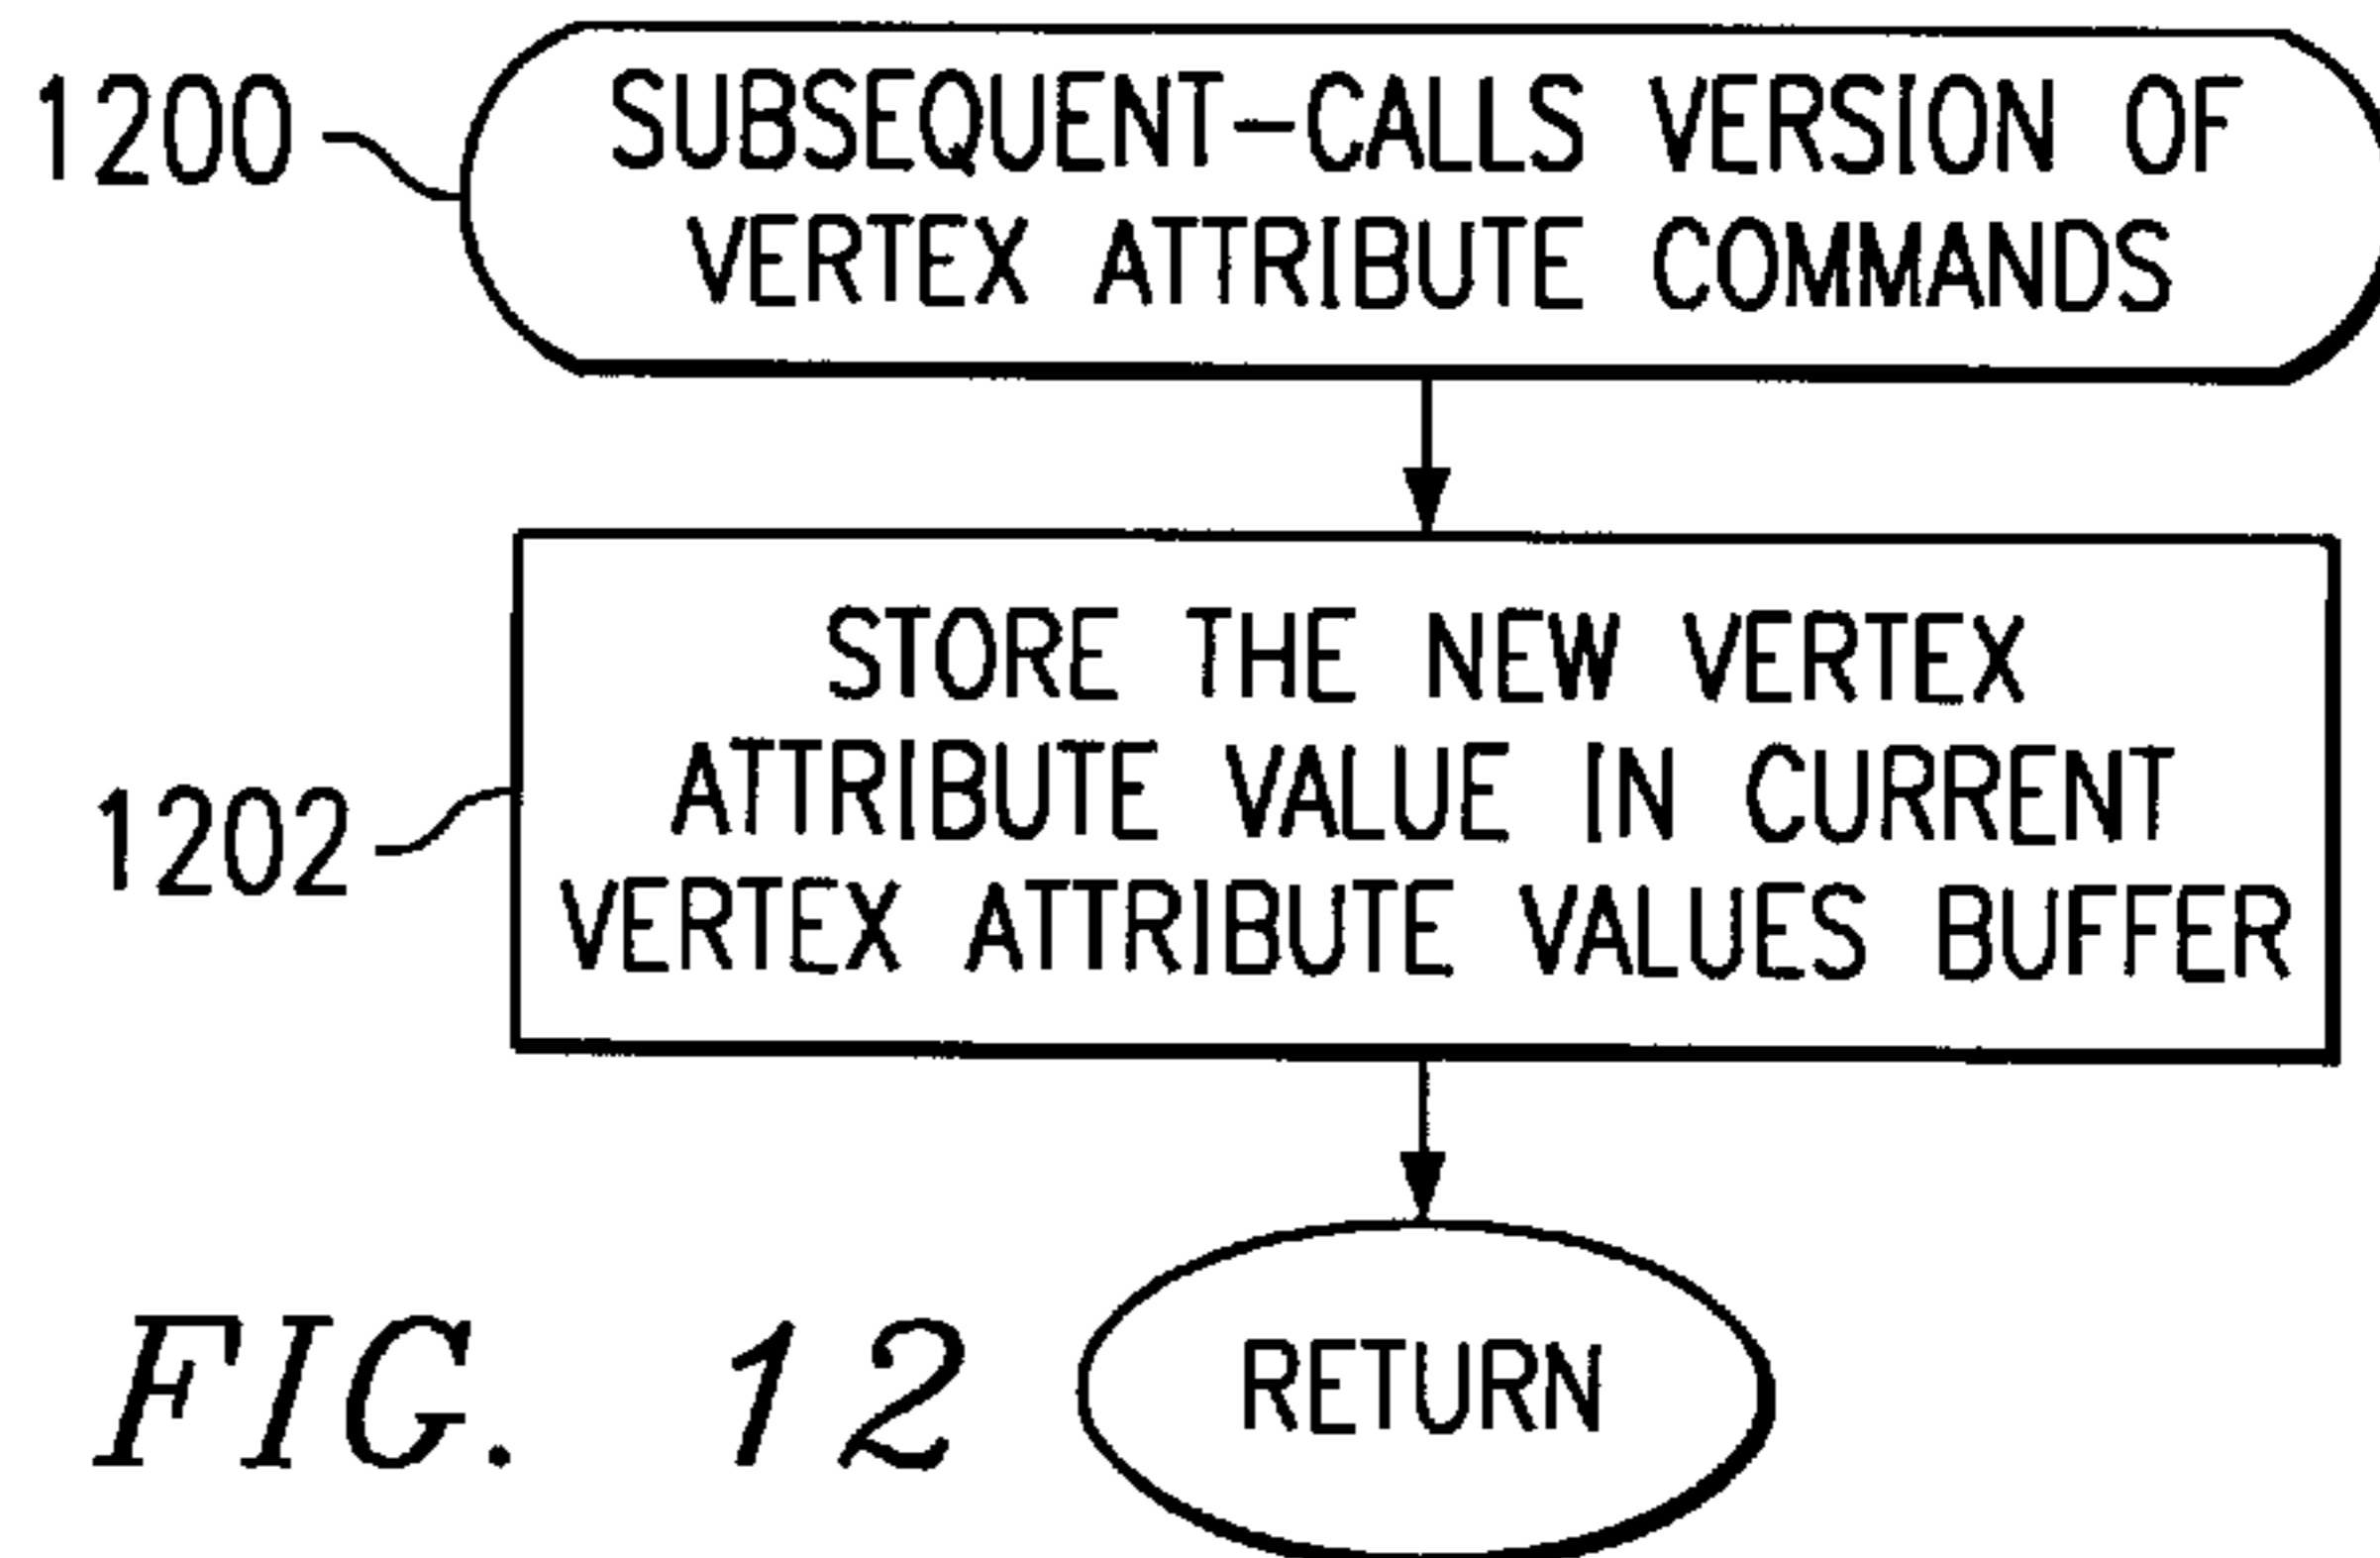 1200
SUBSEQUENT-CALLS VERSION OF
VERTEX ATTRIBUTE COMMANDS
1202
STORE THE NEW VERTEX
ATTRIBUTE VALUE IN CURRENT
VERTEX ATTRIBUTE VALUES BUFFER
RETURN
FIG. 12